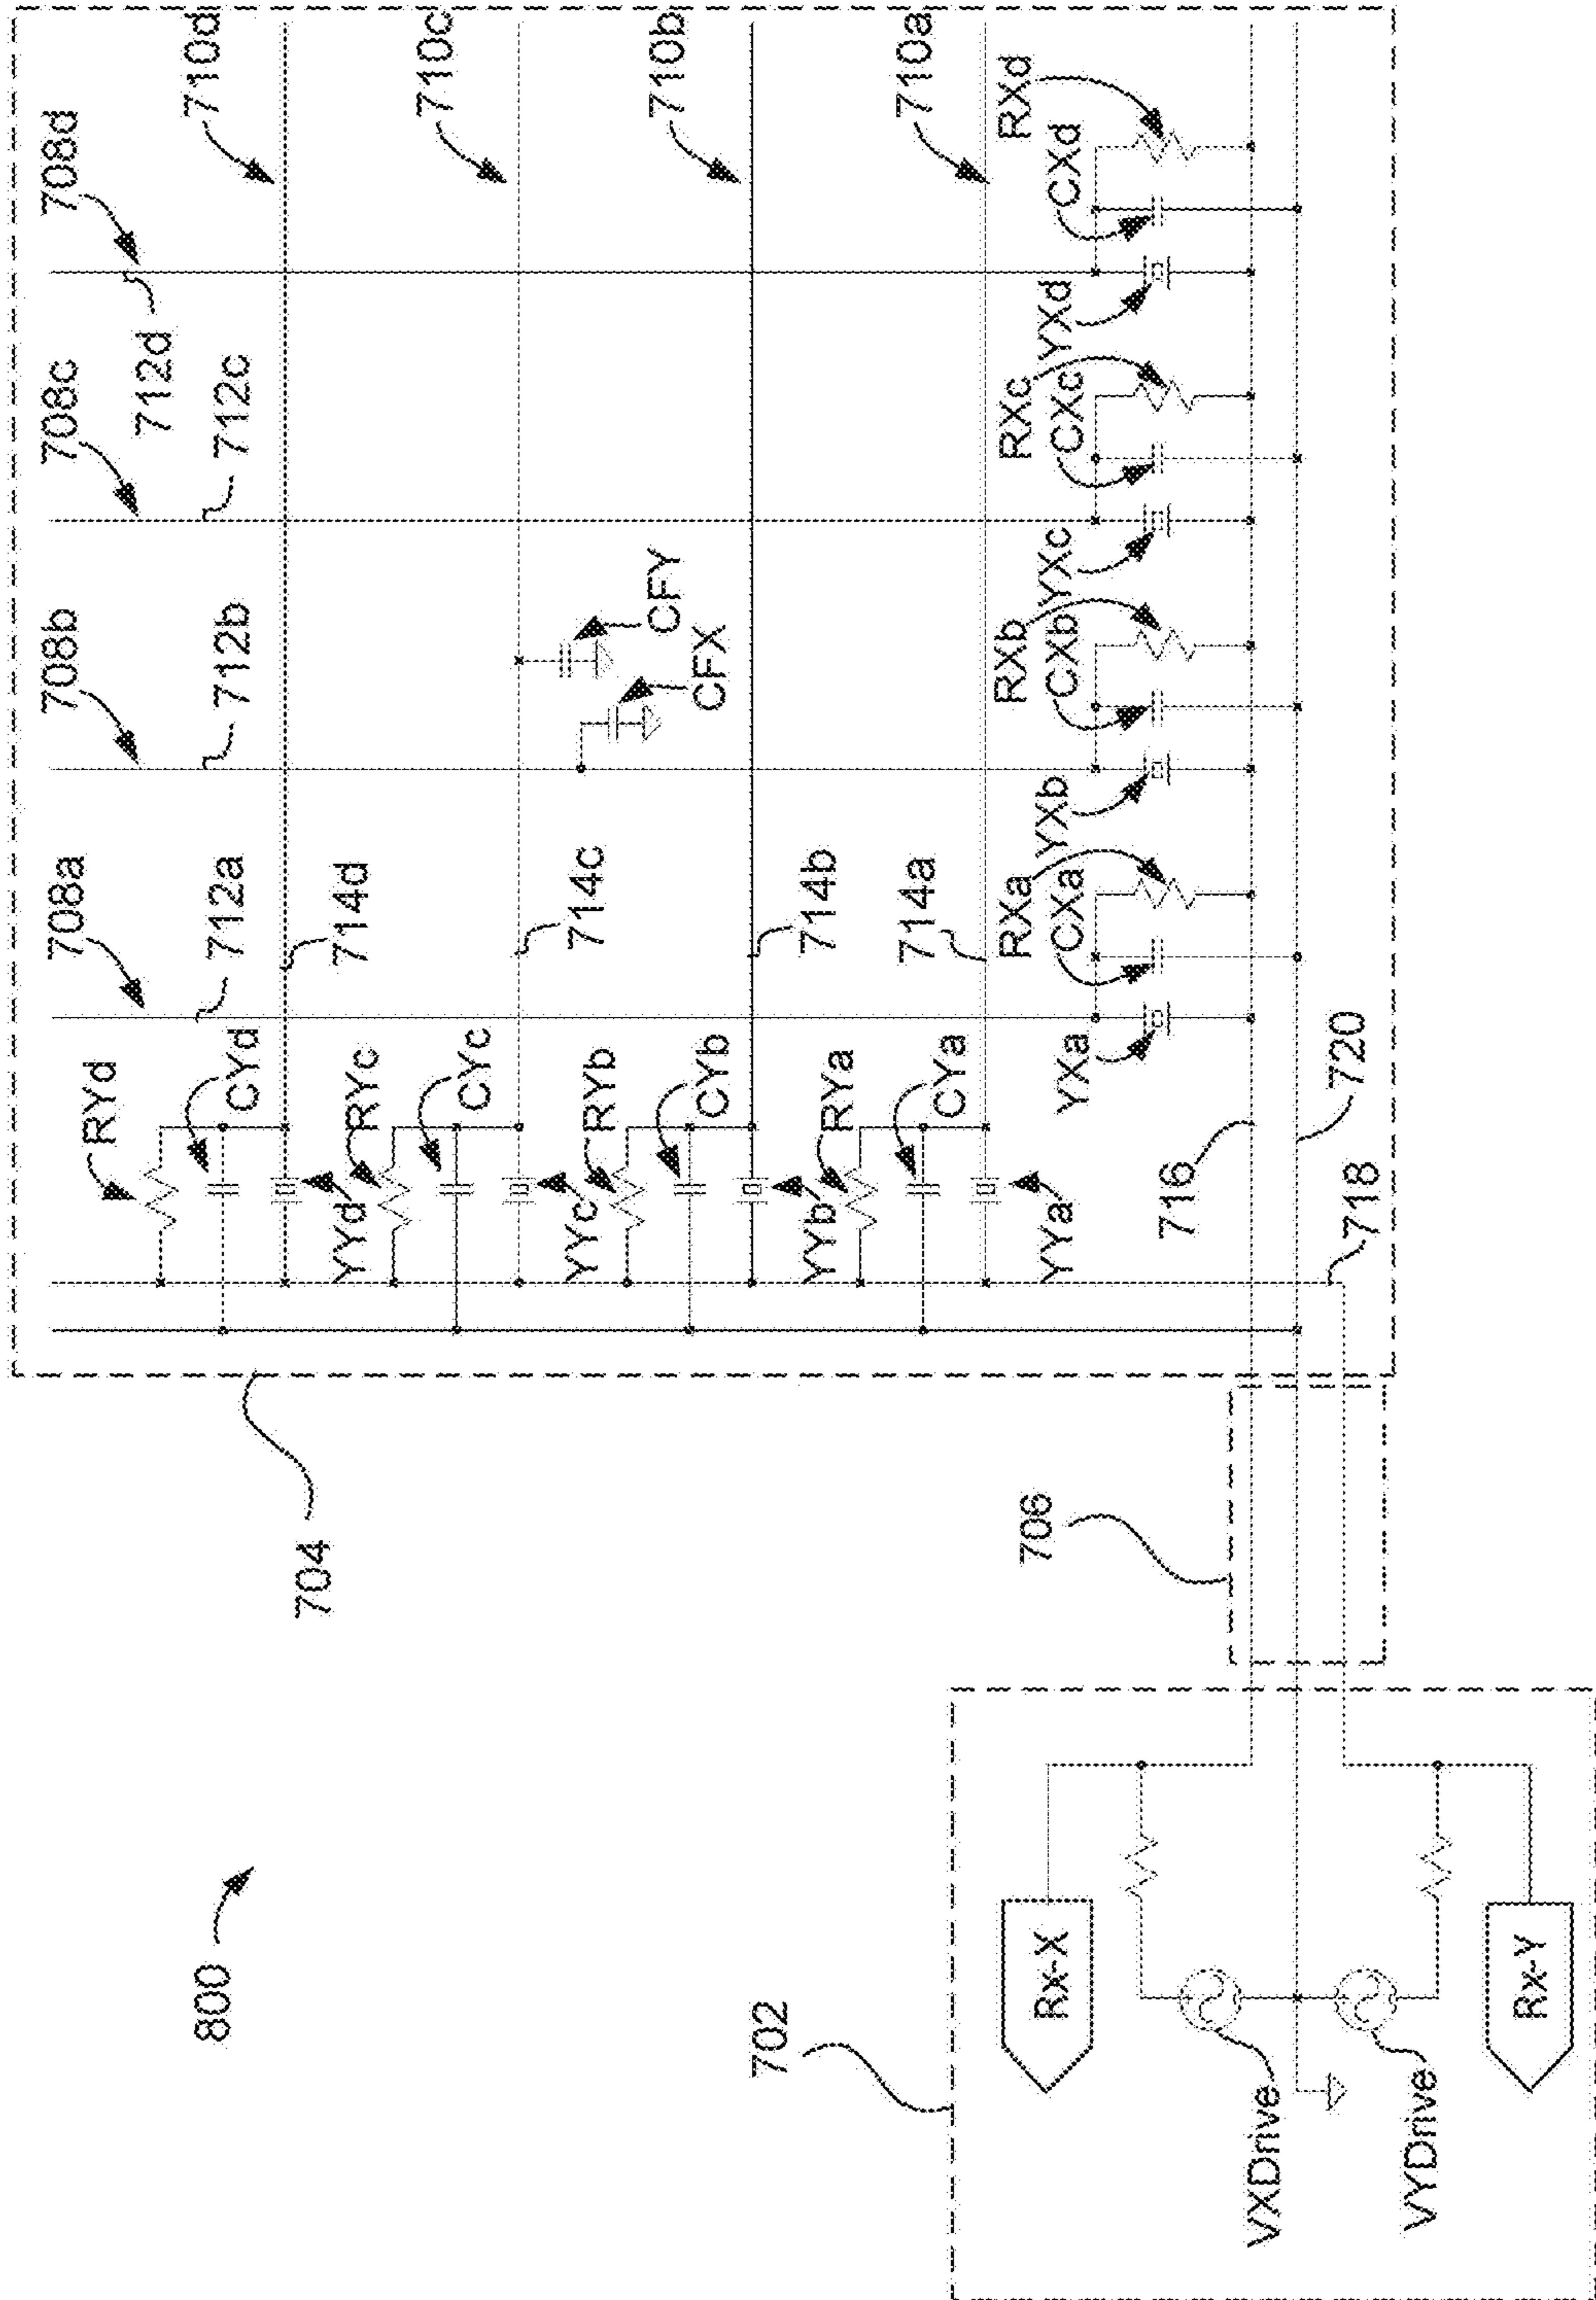 800
702
VXDrive
VYDrive
Rx-X
Rx-Y
706
704
708a
708b
708c
708d
712a
712b
712c
712d
710d
710c
710b
710a
714d
714c
714b
714a
RYd
CYd
YYd
RYc
CYc
YYc
RYb
CYb
YYb
RYa
CYa
YYa
CFY
CFX
RXa
CXa
YXa
RXb
CXb
YXb
RXc
CXc
YXc
RXd
CXd
YXd
716
720
718